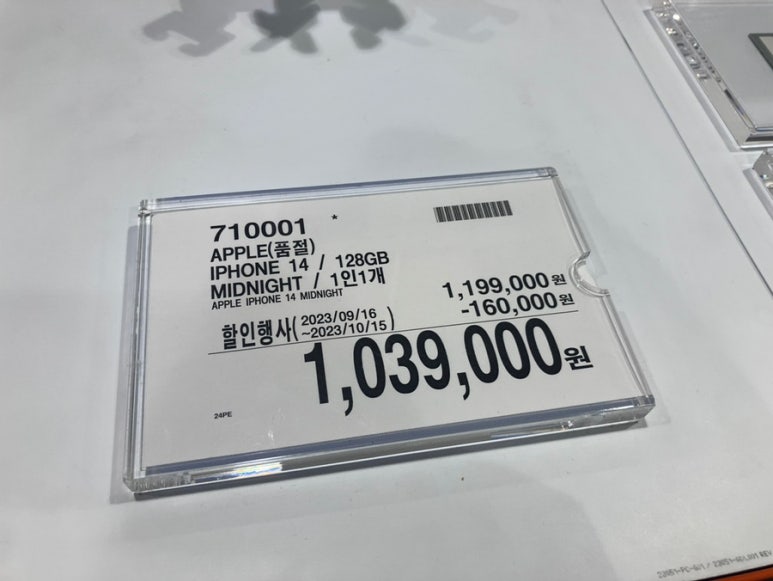 710001 *
APPLE(품절)
IPHONE 14 / 128GB
MIDNIGHT / 1인1개
APPLE IPHONE 14 MIDNIGHT
1,199,000원
-160,000원
할인행사(2023/09/16
~2023/10/15)
1,039,000원
24PE